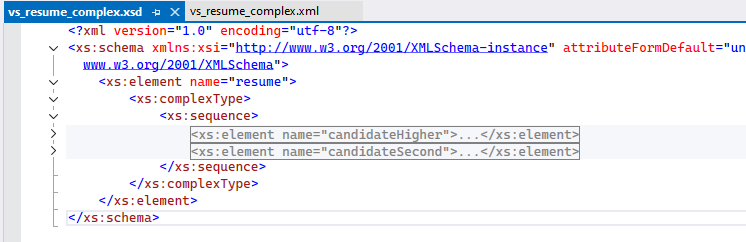 vs_resume_complex.xsd vs_resume_complex.xml
<?xml version="1.0" encoding="utf-8"?>
<xs:schema xmlns:xsi="http://www.w3.org/2001/XMLSchema-instance" attributeFormDefault="un
www.w3.org/2001/XMLSchema">
<xs:element name="resume">
<xs:complexType>
<xs:sequence>
<xs:element name="candidateHigher">...</xs:element>
<xs:element name="candidateSecond">...</xs:element>
</xs:sequence>
</xs:complexType>
</xs:element>
</xs:schema>